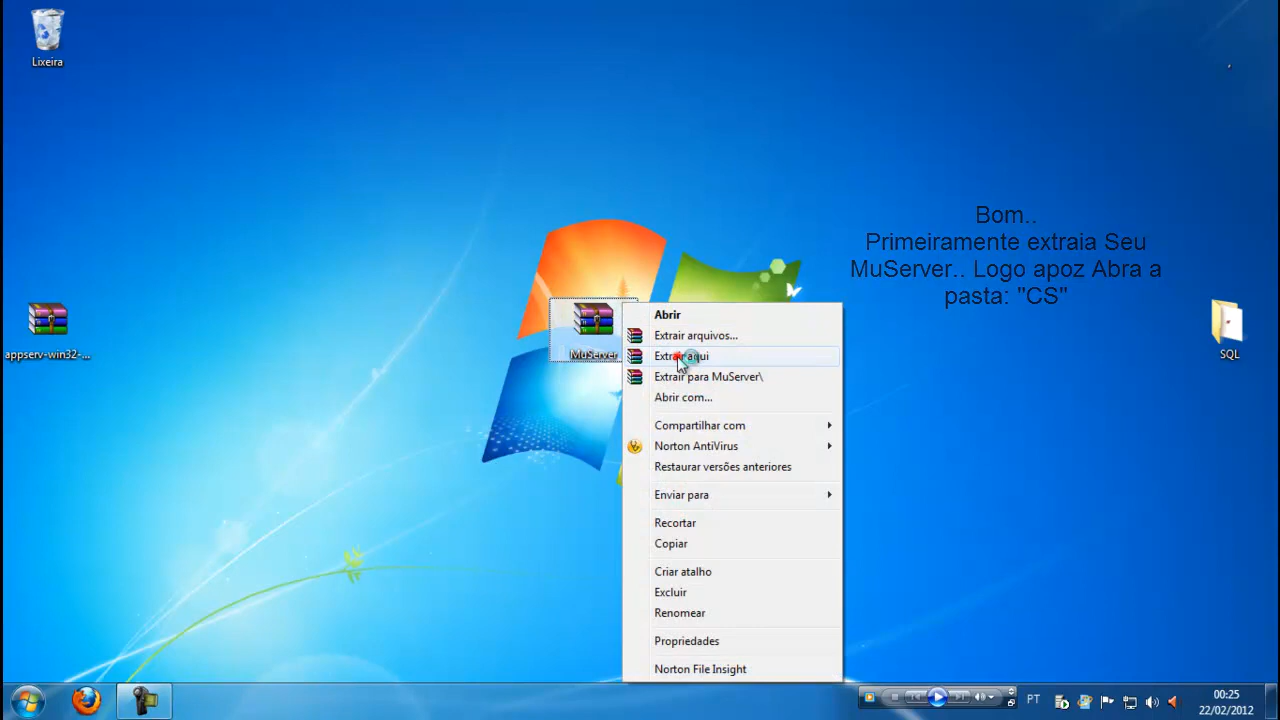 Lixeira
Bom..
Primeiramente extraia Seu
MuServer.. Logo apoz Abra a
pasta: "CS"
appserv-win32-...
MuServer
SQL
Abrir
Extrair arquivos...
Extrair aqui
Extrair para MuServer\
Abrir com...
Compartilhar com
Norton AntiVirus
Restaurar versões anteriores
Enviar para
Recortar
Copiar
Criar atalho
Excluir
Renomear
Propriedades
Norton File Insight
PT
00:25
22/02/2012